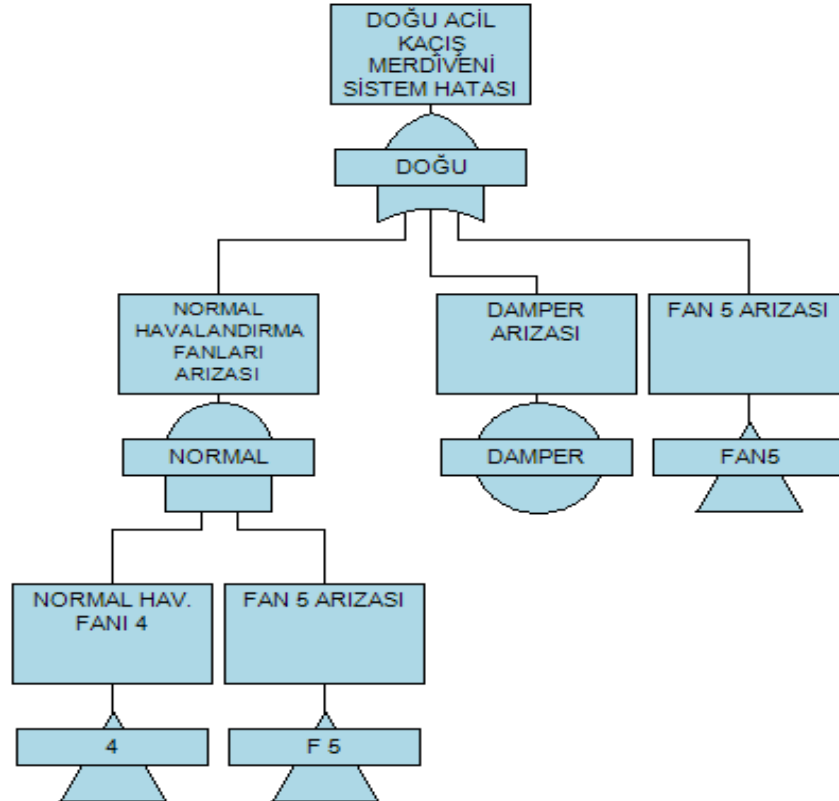 DOĞU ACİL
KAÇIŞ
MERDİVENİ
SİSTEM HATASI
DOĞU
NORMAL
HAVALANDIRMA
FANLARI
ARIZASI
DAMPER
ARIZASI
FAN 5 ARIZASI
NORMAL
DAMPER
FAN5
NORMAL HAV.
FANI 4
FAN 5 ARIZASI
4
F 5